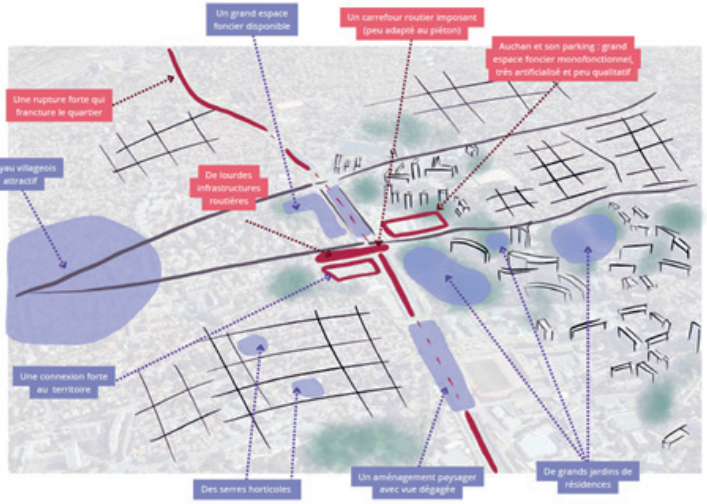 Un grand espace
foncier disponible
Un carrefour routier imposant
(peu adapté au piéton)
Auchan et son parking : grand
espace foncier monofonctionnel,
très artificialisé et peu qualitatif
Une rupture forte qui
francture le quartier
yau villageois
attractif
De lourdes
infrastructures
routières
Une connexion forte
au territoire
Des serres horticoles
Un aménagement paysager
avec vue dégagée
De grands jardins de
résidences